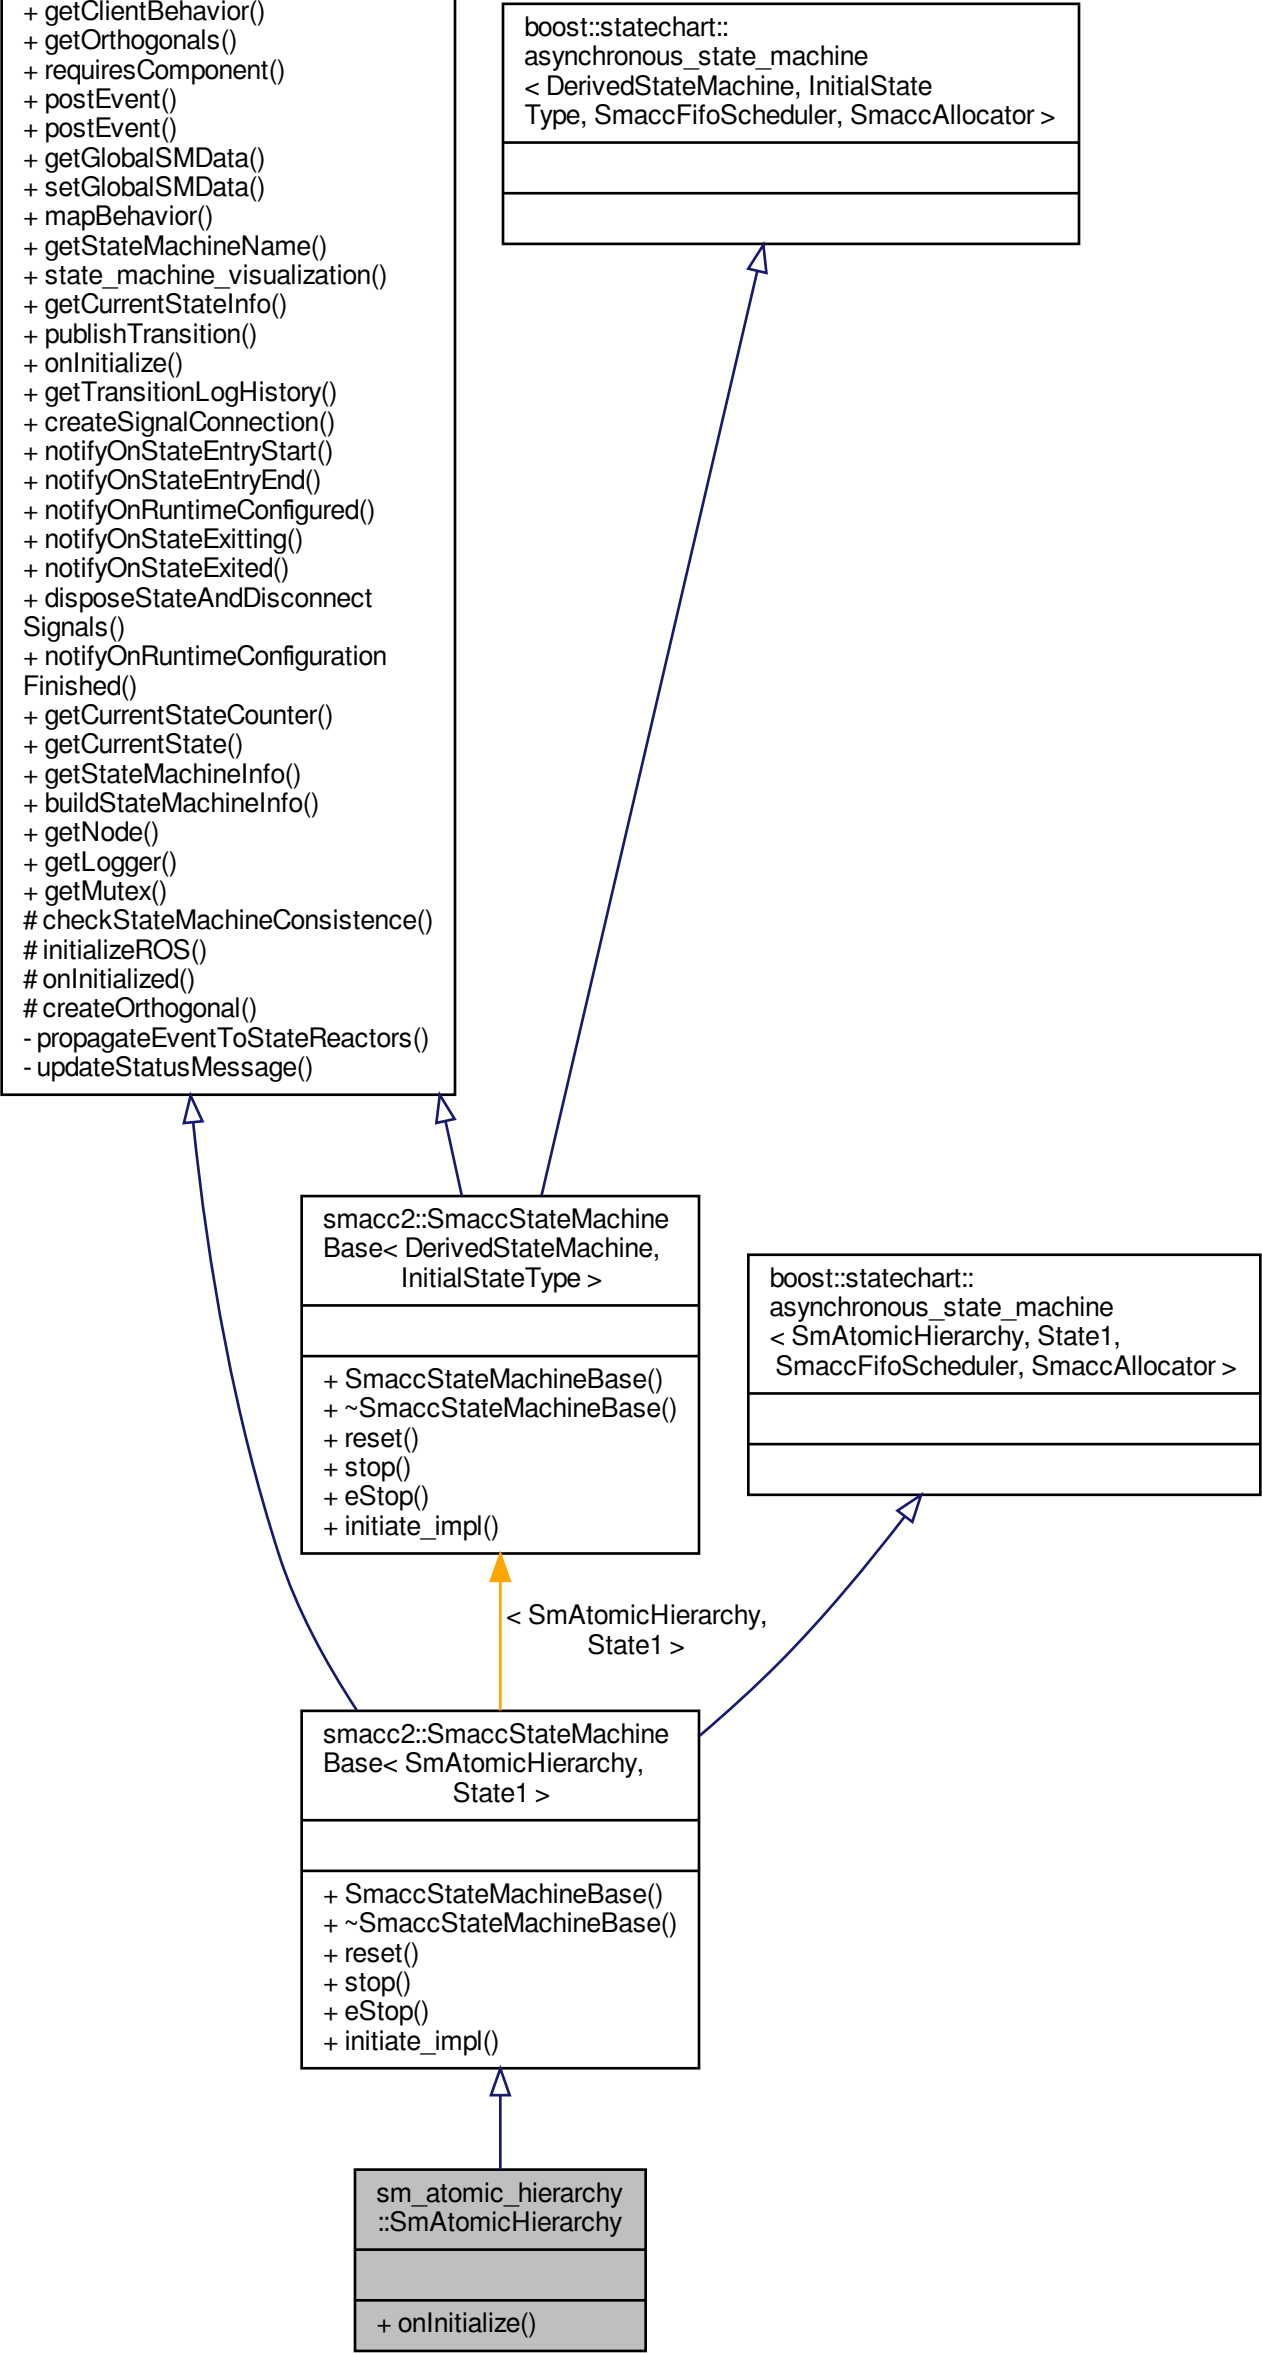 + getClientBehavior()
+ getOrthogonals()
+ requiresComponent()
+ postEvent()
+ postEvent()
+ getGlobalSMData()
+ setGlobalSMData()
+ mapBehavior()
+ getStateMachineName()
+ state_machine_visualization()
+ getCurrentStateInfo()
+ publishTransition()
+ onInitialize()
+ getTransitionLogHistory()
+ createSignalConnection()
+ notifyOnStateEntryStart()
+ notifyOnStateEntryEnd()
+ notifyOnRuntimeConfigured()
+ notifyOnStateExitting()
+ notifyOnStateExited()
+ disposeStateAndDisconnect
Signals()
+ notifyOnRuntimeConfiguration
Finished()
+ getCurrentStateCounter()
+ getCurrentState()
+ getStateMachineInfo()
+ buildStateMachineInfo()
+ getNode()
+ getLogger()
+ getMutex()
# checkStateMachineConsistence()
# initializeROS()
# onInitialized()
# createOrthogonal()
- propagateEventToStateReactors()
- updateStatusMessage()
boost::statechart::
asynchronous_state_machine
< DerivedStateMachine, InitialState
Type, SmaccFifoScheduler, SmaccAllocator >
smacc2::SmaccStateMachine
Base< DerivedStateMachine,
InitialStateType >
+ SmaccStateMachineBase()
+ ~SmaccStateMachineBase()
+ reset()
+ stop()
+ eStop()
+ initiate_impl()
boost::statechart::
asynchronous_state_machine
< SmAtomicHierarchy, State1,
SmaccFifoScheduler, SmaccAllocator >
< SmAtomicHierarchy,
State1 >
smacc2::SmaccStateMachine
Base< SmAtomicHierarchy,
State1 >
+ SmaccStateMachineBase()
+ ~SmaccStateMachineBase()
+ reset()
+ stop()
+ eStop()
+ initiate_impl()
sm_atomic_hierarchy
::SmAtomicHierarchy
+ onInitialize()